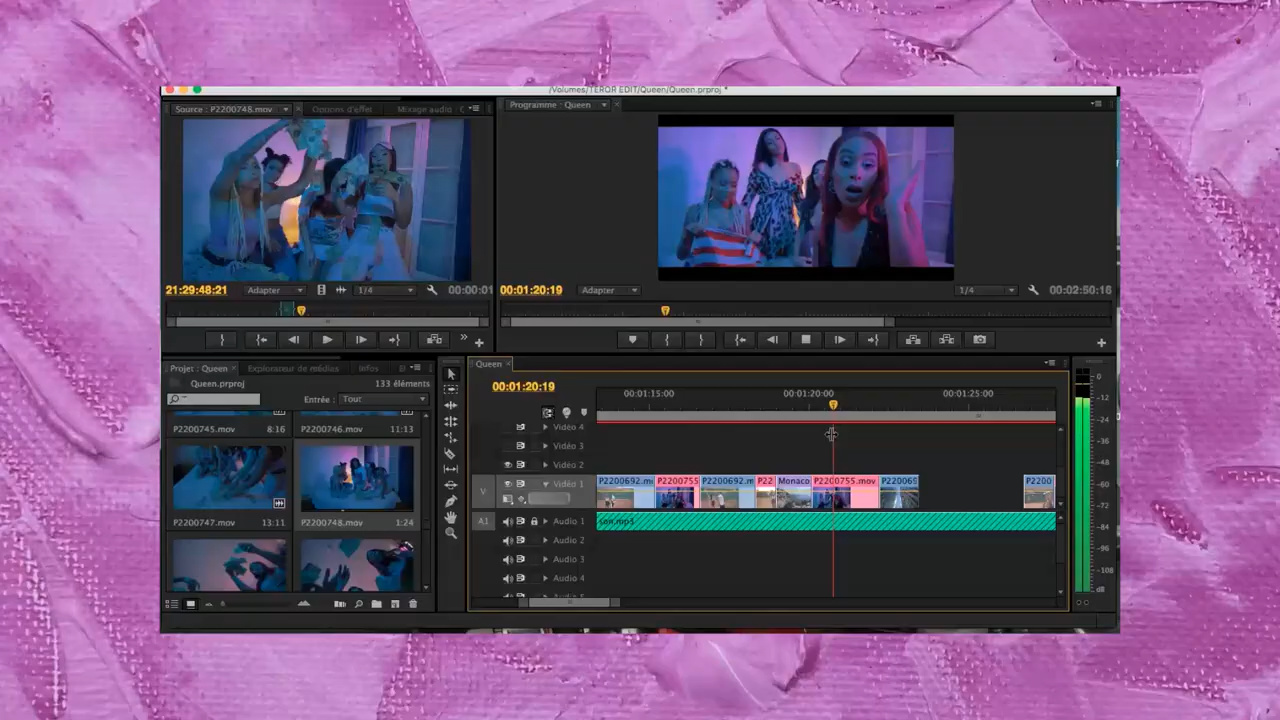 /Volumes/TEROR EDIT/Queen/Queen.prproj *
Source : P2200748.mov
Options d'effet
Mixage audio : Q
Programme : Queen
21:29:48:21
Adapter
1/4
00:00:01
00:01:20:19
Adapter
1/4
00:02:50:16
Projet : Queen
Explorateur de médias
Infos
Queen.prproj
133 éléments
Entrée :
Tout
P2200745.mov
8:16
P2200746.mov
11:13
P2200747.mov
13:11
P2200748.mov
1:24
Queen
00:01:20:19
00:01:15:00
00:01:20:00
00:01:25:00
Vidéo 4
Vidéo 3
Vidéo 2
V
Vidéo 1
P2200692.m
P2200755
P2200692.m
P22
Monaco
P2200755.mov
P220069
P2200
A1
Audio 1
son.mp3
Audio 2
Audio 3
Audio 4
0
-12
-24
-36
-48
-60
-72
-84
-96
-108
dB